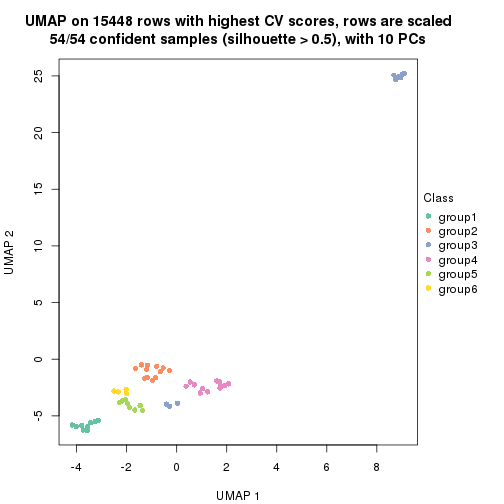 UMAP on 15448 rows with highest CV scores, rows are scaled
54/54 confident samples (silhouette > 0.5), with 10 PCs
25
20
15
10
5
0
-5
UMAP 2
-4
-2
0
2
4
6
8
UMAP 1
Class
group1
group2
group3
group4
group5
group6